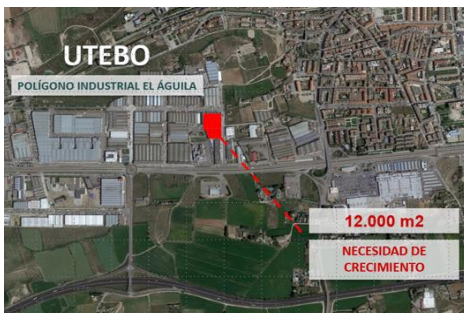 UTEBO
POLÍGONO INDUSTRIAL EL ÁGUILA
12.000 m2
NECESIDAD DE
CRECIMIENTO